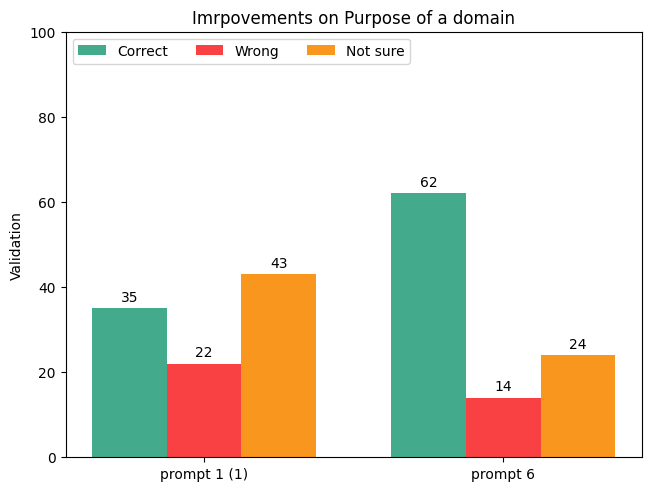 Imrpovements on Purpose of a domain
Correct Wrong Not sure
Validation
100
80
60
40
20
0
35
22
43
62
14
24
prompt 1 (1)
prompt 6